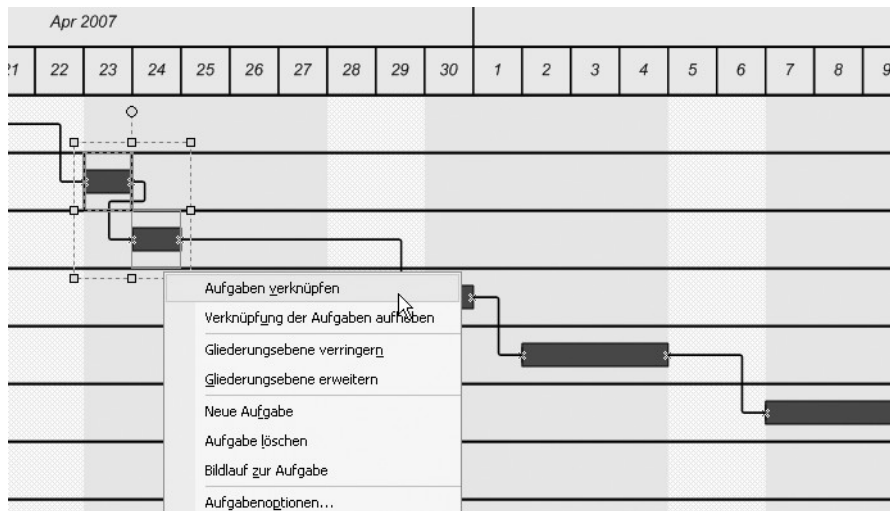 Apr 2007
21 22 23 24 25 26 27 28 29 30 1 2 3 4 5 6 7 8 9
Aufgaben verknüpfen
Verknüpfung der Aufgaben aufheben
Gliederungsebene verringern
Gliederungsebene erweitern
Neue Aufgabe
Aufgabe löschen
Bildlauf zur Aufgabe
Aufgabenoptionen...